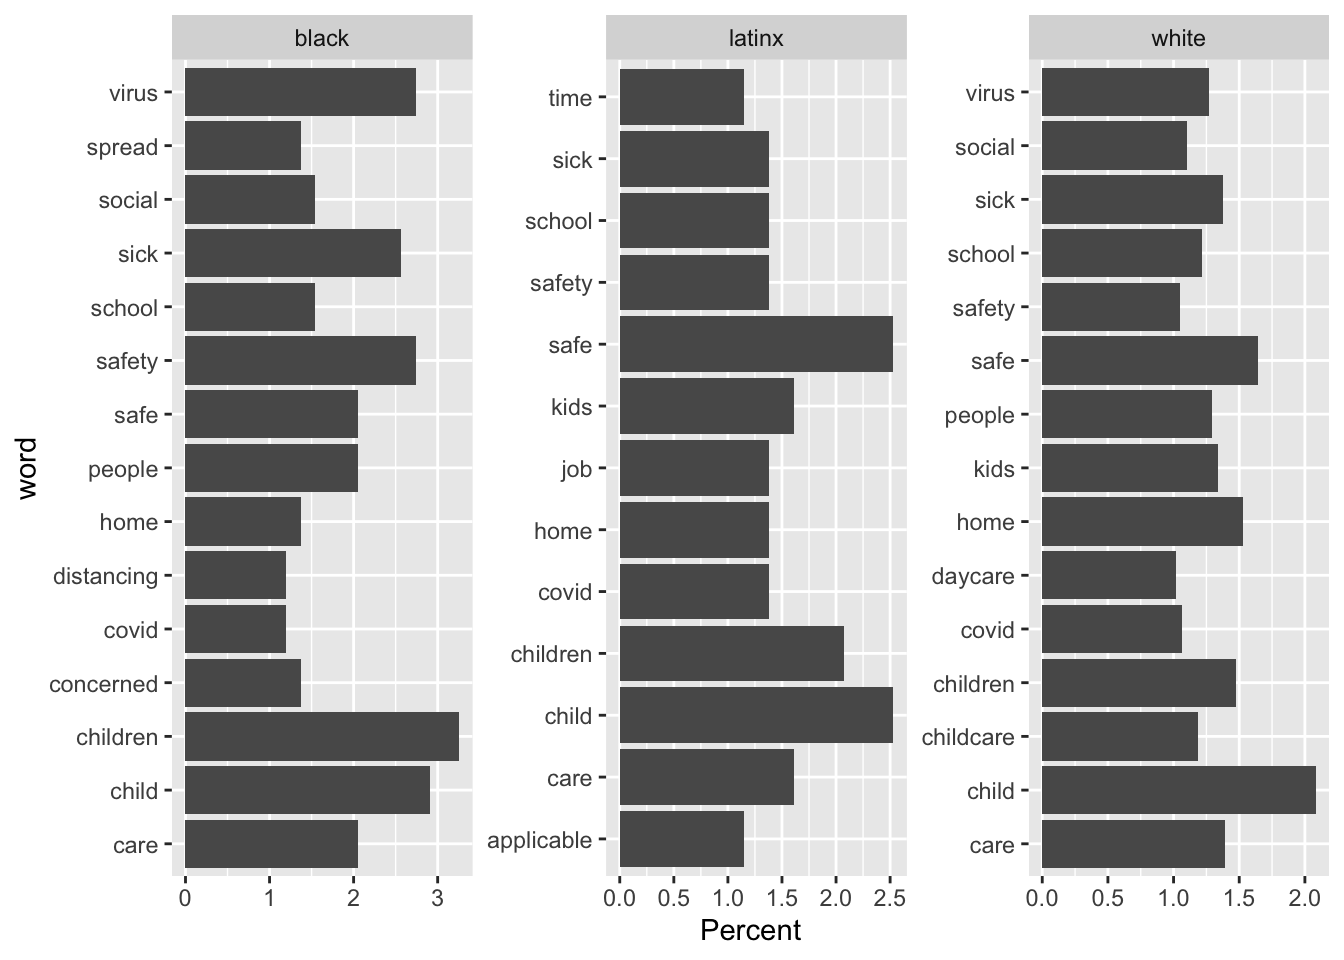 black
latinx
white
word
virus
spread
social
sick
school
safety
safe
people
home
distancing
covid
concerned
children
child
care
0 1 2 3
time
sick
school
safety
safe
kids
job
home
covid
children
child
care
applicable
0.0 0.5 1.0 1.5 2.0 2.5
virus
social
sick
school
safety
safe
people
kids
home
daycare
covid
children
childcare
child
care
0.0 0.5 1.0 1.5 2.0
Percent